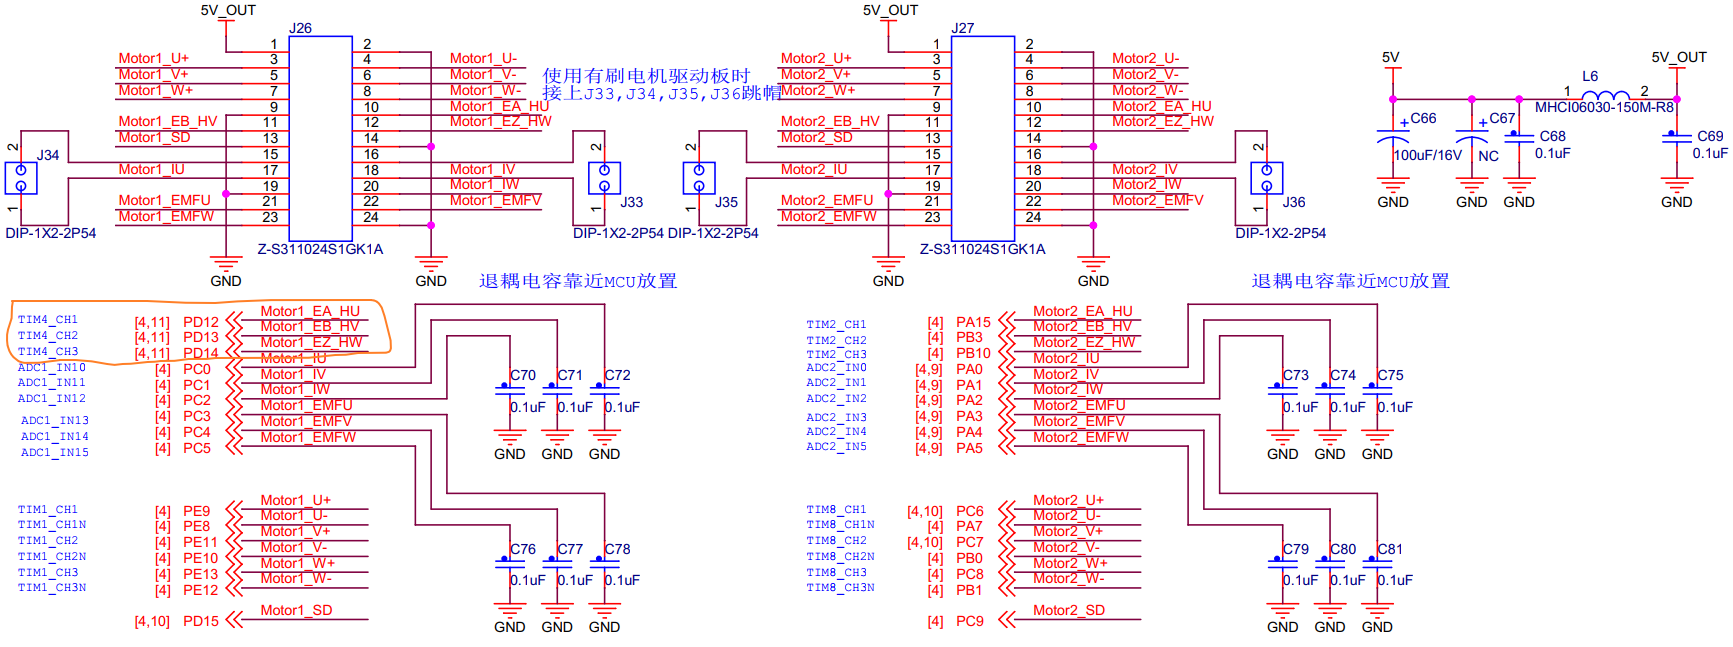 5V_OUT
J26
1 2
Motor1_U+ 3 4 Motor1_U-
Motor1_V+ 5 6 Motor1_V-
Motor1_W+ 7 8 Motor1_W-
9 10 Motor1_EA_HU
Motor1_EB_HV 11 12 Motor1_EZ_HW
Motor1_SD 13 14
15 16
Motor1_IU 17 18 Motor1_IV
19 20 Motor1_IW
Motor1_EMFU 21 22 Motor1_EMFV
Motor1_EMFW 23 24
Z-S311024S1GK1A
GND
GND
2
J34
1
DIP-1X2-2P54
2
J33
1
DIP-1X2-2P54
使用有刷电机驱动板时
接上J33,J34,J35,J36跳帽
5V_OUT
J27
1 2
Motor2_U+ 3 4 Motor2_U-
Motor2_V+ 5 6 Motor2_V-
Motor2_W+ 7 8 Motor2_W-
9 10 Motor2_EA_HU
Motor2_EB_HV 11 12 Motor2_EZ_HW
Motor2_SD 13 14
15 16
Motor2_IU 17 18 Motor2_IV
19 20 Motor2_IW
Motor2_EMFU 21 22 Motor2_EMFV
Motor2_EMFW 23 24
Z-S311024S1GK1A
GND
GND
2
J35
1
DIP-1X2-2P54
2
J36
1
DIP-1X2-2P54
5V
5V_OUT
L6
1 2
MHCI06030-150M-R8
C66
100uF/16V
C67
NC
C68
0.1uF
C69
0.1uF
GND
GND
GND
GND
退耦电容靠近MCU放置
TIM4_CH1 [4,11] PD12 Motor1_EA_HU
TIM4_CH2 [4,11] PD13 Motor1_EB_HV
TIM4_CH3 [4,11] PD14 Motor1_EZ_HW
ADC1_IN10 [4] PC0 Motor1_IU
ADC1_IN11 [4] PC1 Motor1_IV
ADC1_IN12 [4] PC2 Motor1_IW
ADC1_IN13 [4] PC3 Motor1_EMFU
ADC1_IN14 [4] PC4 Motor1_EMFV
ADC1_IN15 [4] PC5 Motor1_EMFW
C70 C71 C72
0.1uF 0.1uF 0.1uF
GND GND GND
TIM1_CH1 [4] PE9 Motor1_U+
TIM1_CH1N [4] PE8 Motor1_U-
TIM1_CH2 [4] PE11 Motor1_V+
TIM1_CH2N [4] PE10 Motor1_V-
TIM1_CH3 [4] PE13 Motor1_W+
TIM1_CH3N [4] PE12 Motor1_W-
[4,10] PD15 Motor1_SD
C76 C77 C78
0.1uF 0.1uF 0.1uF
GND GND GND
退耦电容靠近MCU放置
TIM2_CH1 [4] PA15 Motor2_EA_HU
TIM2_CH2 [4] PB3 Motor2_EB_HV
TIM2_CH3 [4] PB10 Motor2_EZ_HW
ADC2_IN0 [4,9] PA0 Motor2_IU
ADC2_IN1 [4,9] PA1 Motor2_IV
ADC2_IN2 [4,9] PA2 Motor2_IW
ADC2_IN3 [4,9] PA3 Motor2_EMFU
ADC2_IN4 [4,9] PA4 Motor2_EMFV
ADC2_IN5 [4,9] PA5 Motor2_EMFW
C73 C74 C75
0.1uF 0.1uF 0.1uF
GND GND GND
TIM8_CH1 [4,10] PC6 Motor2_U+
TIM8_CH1N [4] PA7 Motor2_U-
TIM8_CH2 [4,10] PC7 Motor2_V+
TIM8_CH2N [4] PB0 Motor2_V-
TIM8_CH3 [4] PC8 Motor2_W+
TIM8_CH3N [4] PB1 Motor2_W-
[4] PC9 Motor2_SD
C79 C80 C81
0.1uF 0.1uF 0.1uF
GND GND GND